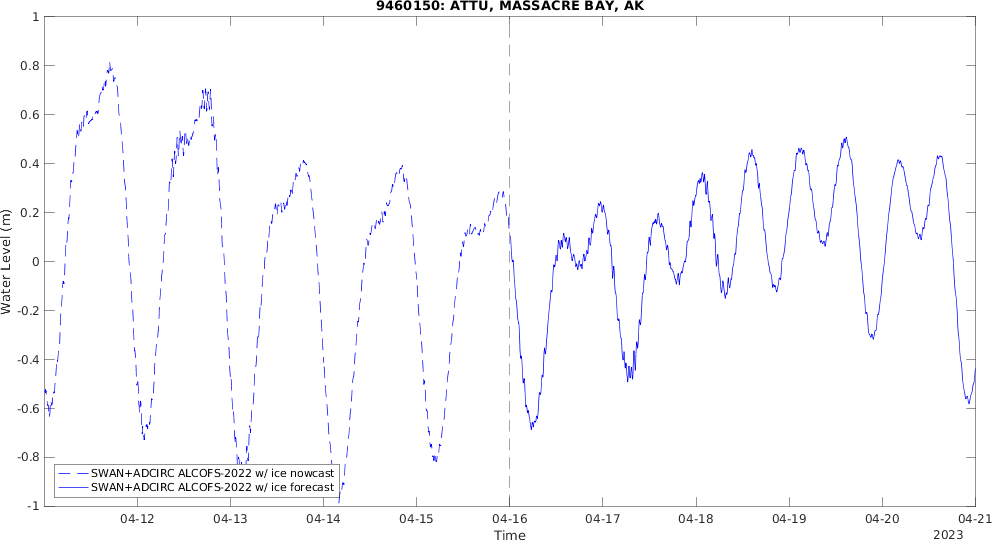 9460150: ATTU, MASSACRE BAY, AK
Water Level (m)
1
0.8
0.6
0.4
0.2
0
-0.2
-0.4
-0.6
-0.8
-1
SWAN+ADCIRC ALCOFS-2022 w/ ice nowcast
SWAN+ADCIRC ALCOFS-2022 w/ ice forecast
04-12 04-13 04-14 04-15 04-16 04-17 04-18 04-19 04-20 04-21
Time
2023